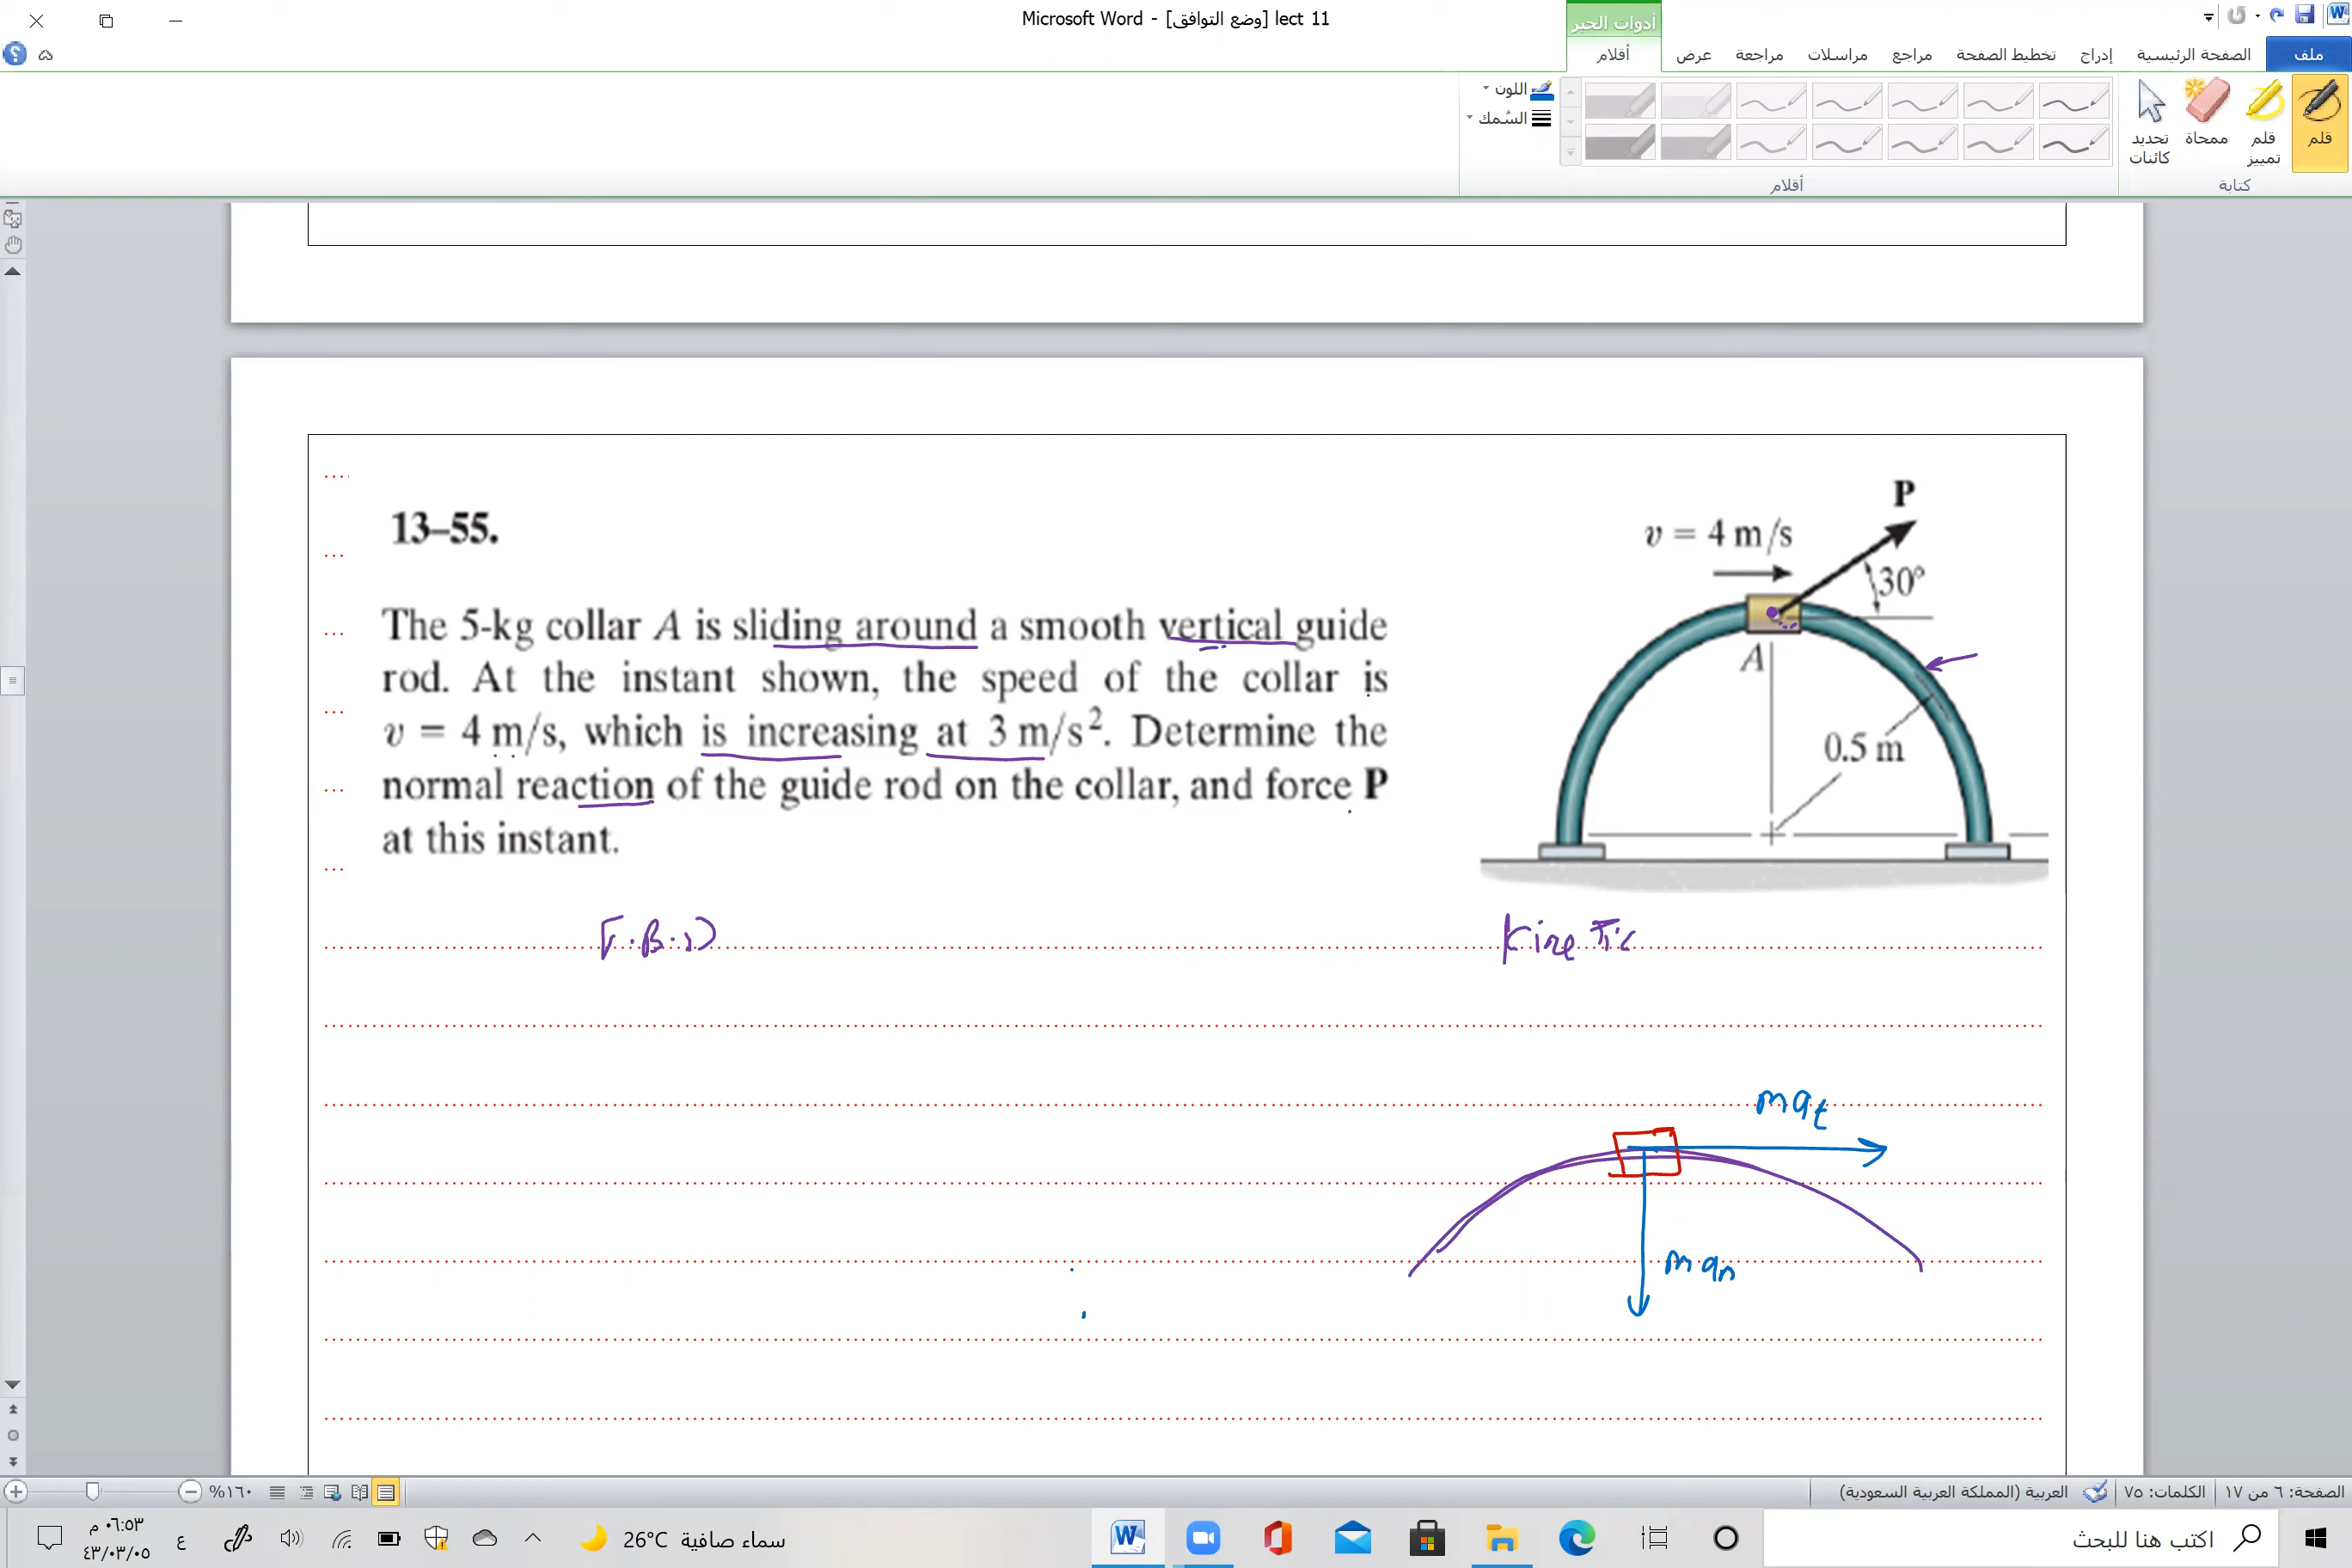 lect 11 [وضع التوافق] - Microsoft Word
أدوات الحبر
ملف
الصفحة الرئيسية
إدراج
تخطيط الصفحة
مراجع
مراسلات
مراجعة
عرض
أقلام
قلم
قلم تمييز
ممحاة
تحديد كائنات
كتابة
اللون
السُمك
أقلام
13–55.
The 5-kg collar A is sliding around a smooth vertical guide
rod. At the instant shown, the speed of the collar is
v = 4 m/s, which is increasing at 3 m/s². Determine the
normal reaction of the guide rod on the collar, and force P
at this instant.
P
v = 4 m/s
30°
A
0.5 m
F.B.D
Kinetic
m at
m an
الصفحة: ٦ من ١٧
الكلمات: ٧٥
العربية (المملكة العربية السعودية)
%١٦٠
اكتب هنا للبحث
26°C سماء صافية
ع
٠٦:٥٣ م
٤٣/٠٣/٠٥